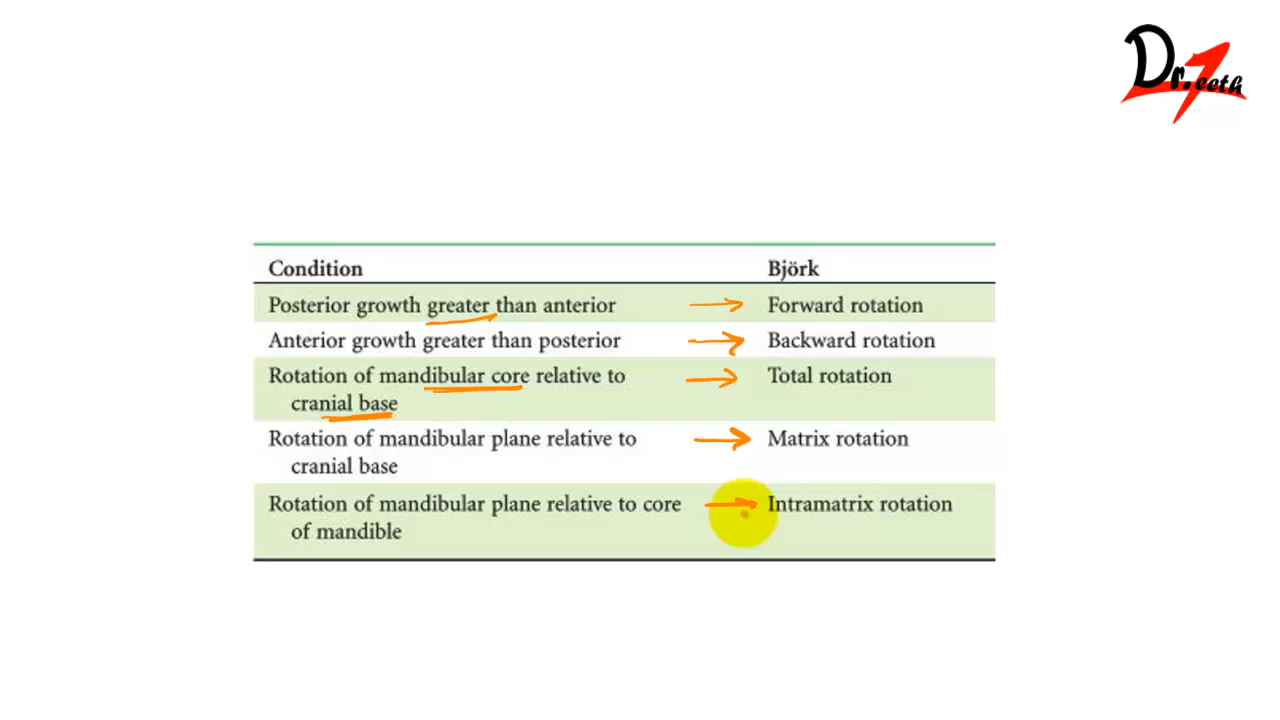 Dr.eeth
Condition Björk
Posterior growth greater than anterior Forward rotation
Anterior growth greater than posterior Backward rotation
Rotation of mandibular core relative to Total rotation
cranial base
Rotation of mandibular plane relative to Matrix rotation
cranial base
Rotation of mandibular plane relative to core Intramatrix rotation
of mandible